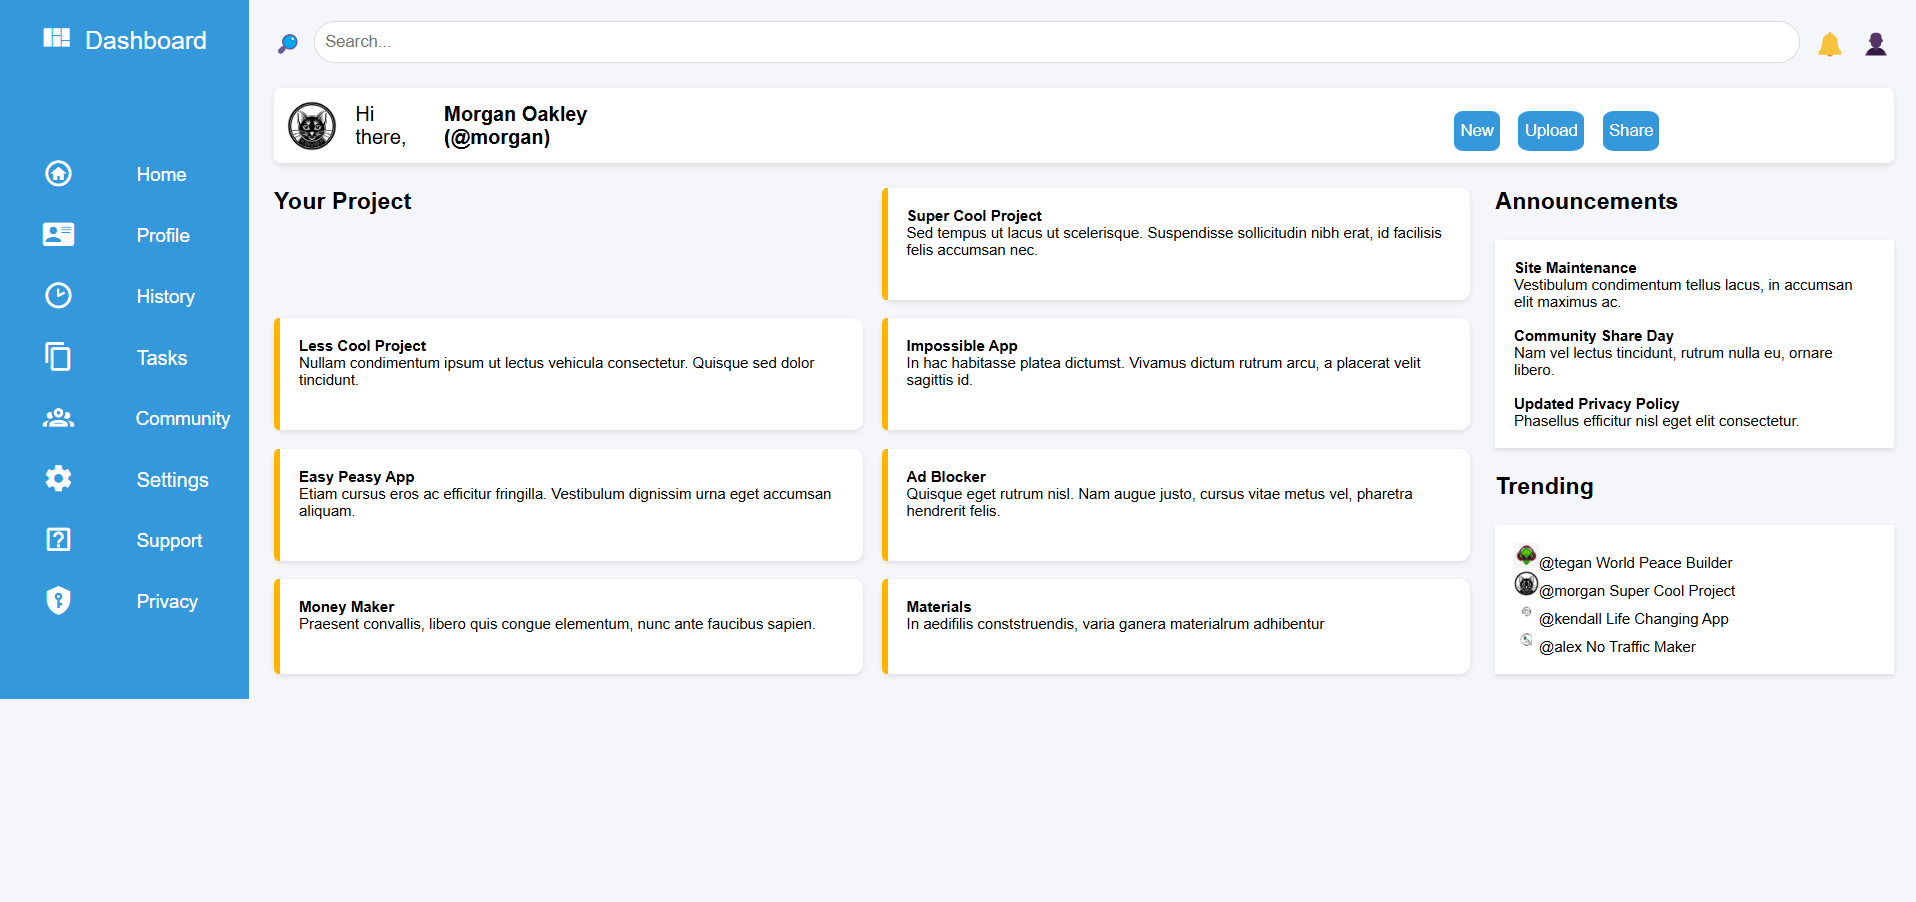 Dashboard
Home
Profile
History
Tasks
Community
Settings
Support
Privacy
Search...
Hi
there,
Morgan Oakley
(@morgan)
New
Upload
Share
Your Project
Super Cool Project
Sed tempus ut lacus ut scelerisque. Suspendisse sollicitudin nibh erat, id facilisis
felis accumsan nec.
Less Cool Project
Nullam condimentum ipsum ut lectus vehicula consectetur. Quisque sed dolor
tincidunt.
Impossible App
In hac habitasse platea dictumst. Vivamus dictum rutrum arcu, a placerat velit
sagittis id.
Easy Peasy App
Etiam cursus eros ac efficitur fringilla. Vestibulum dignissim urna eget accumsan
aliquam.
Ad Blocker
Quisque eget rutrum nisl. Nam augue justo, cursus vitae metus vel, pharetra
hendrerit felis.
Money Maker
Praesent convallis, libero quis congue elementum, nunc ante faucibus sapien.
Materials
In aedifilis conststruendis, varia ganera materialrum adhibentur
Announcements
Site Maintenance
Vestibulum condimentum tellus lacus, in accumsan
elit maximus ac.
Community Share Day
Nam vel lectus tincidunt, rutrum nulla eu, ornare
libero.
Updated Privacy Policy
Phasellus efficitur nisl eget elit consectetur.
Trending
@tegan World Peace Builder
@morgan Super Cool Project
@kendall Life Changing App
@alex No Traffic Maker